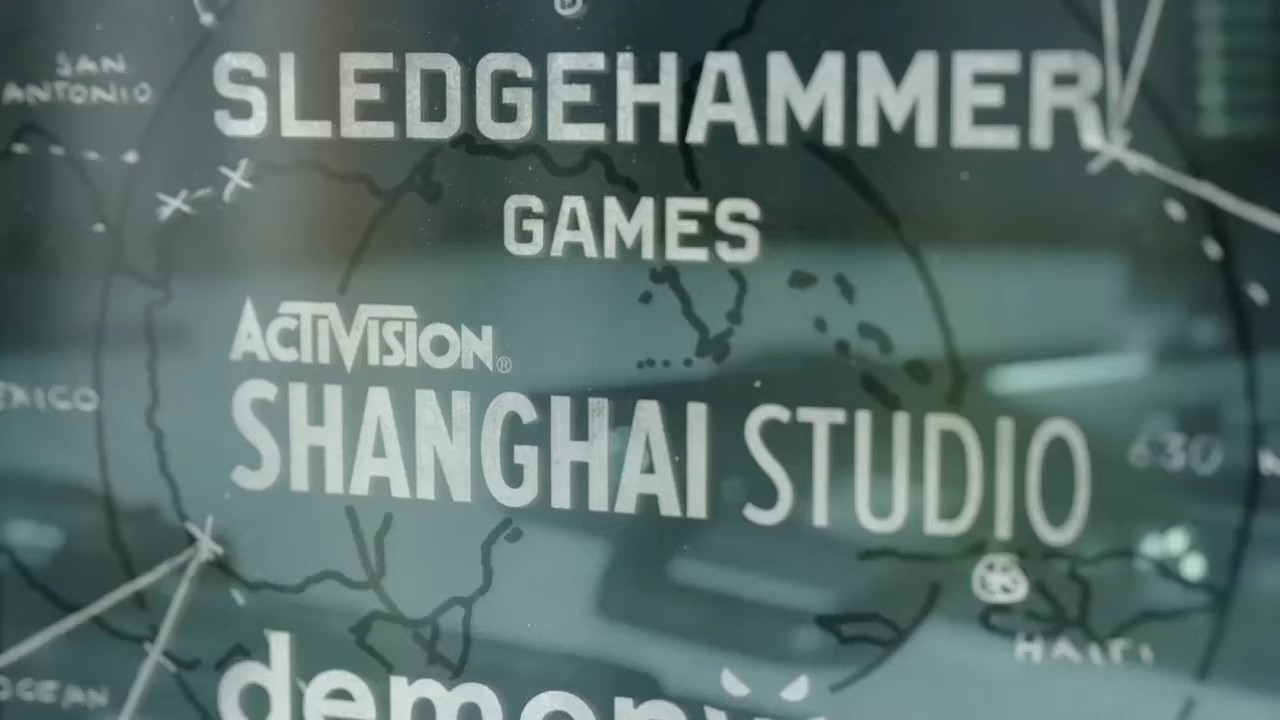 SAN
ANTONIO
SLEDGEHAMMER
GAMES
ACTIVISION®
SHANGHAI STUDIO
630
HAITI
OCEAN